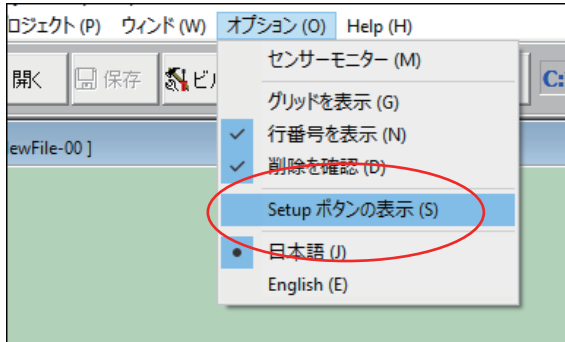 ロジェクト (P) ウィンド (W) オプション (O) Help (H)
開く 保存 ビル C:
ewFile-00 ]
センサーモニター (M)
グリッドを表示 (G)
行番号を表示 (N)
削除を確認 (D)
Setup ボタンの表示 (S)
日本語 (J)
English (E)